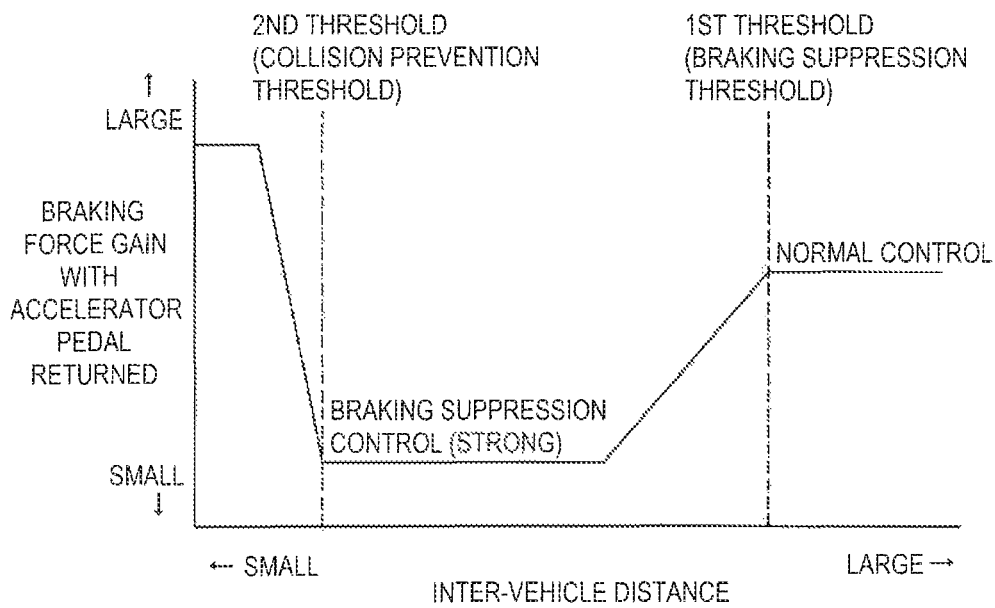 2ND THRESHOLD
(COLLISION PREVENTION
THRESHOLD)
1ST THRESHOLD
(BRAKING SUPPRESSION
THRESHOLD)
↑
LARGE
BRAKING
FORCE GAIN
WITH
ACCELERATOR
PEDAL
RETURNED
NORMAL CONTROL
BRAKING SUPPRESSION
CONTROL (STRONG)
SMALL
↓
← SMALL
LARGE →
INTER-VEHICLE DISTANCE